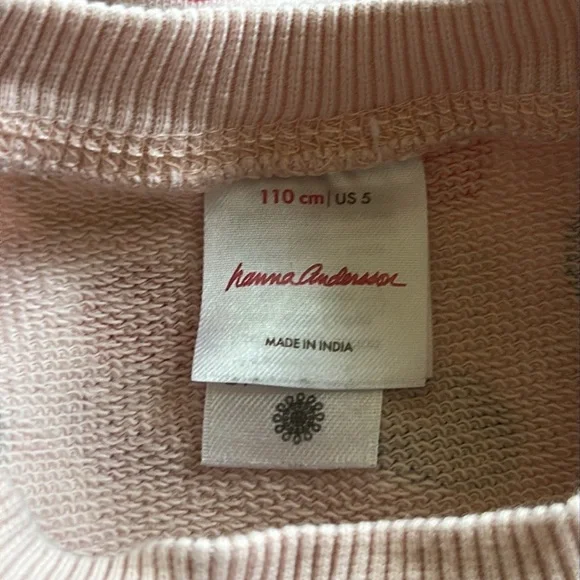 110 cm | US 5
hanna andersson
MADE IN INDIA